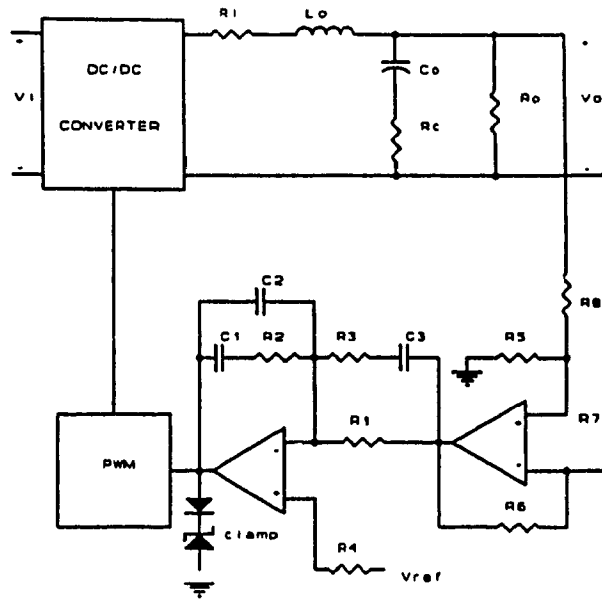 R1 Lo
DC/DC
CONVERTER
Vi
Co
Rc
Ro
Vo
R8
C2
C1 R2 R3 C3
R5
R1
R7
PWM
R6
clamp
R4
Vref